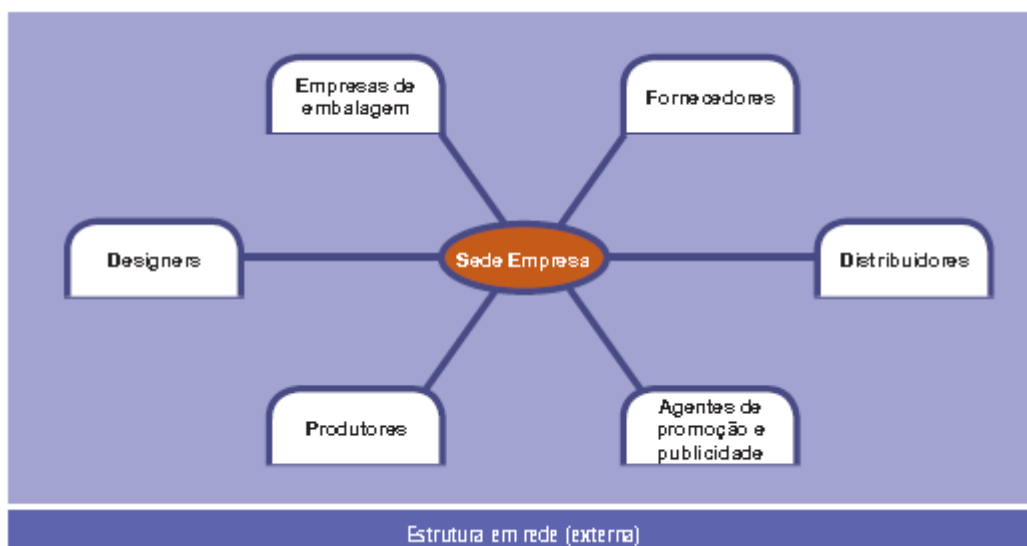 Empresas de
embalagem
Fornecedores
Designers
Sede Empresa
Distribuidores
Produtores
Agentes de
promoção e
publicidade
Estrutura em rede (externa)